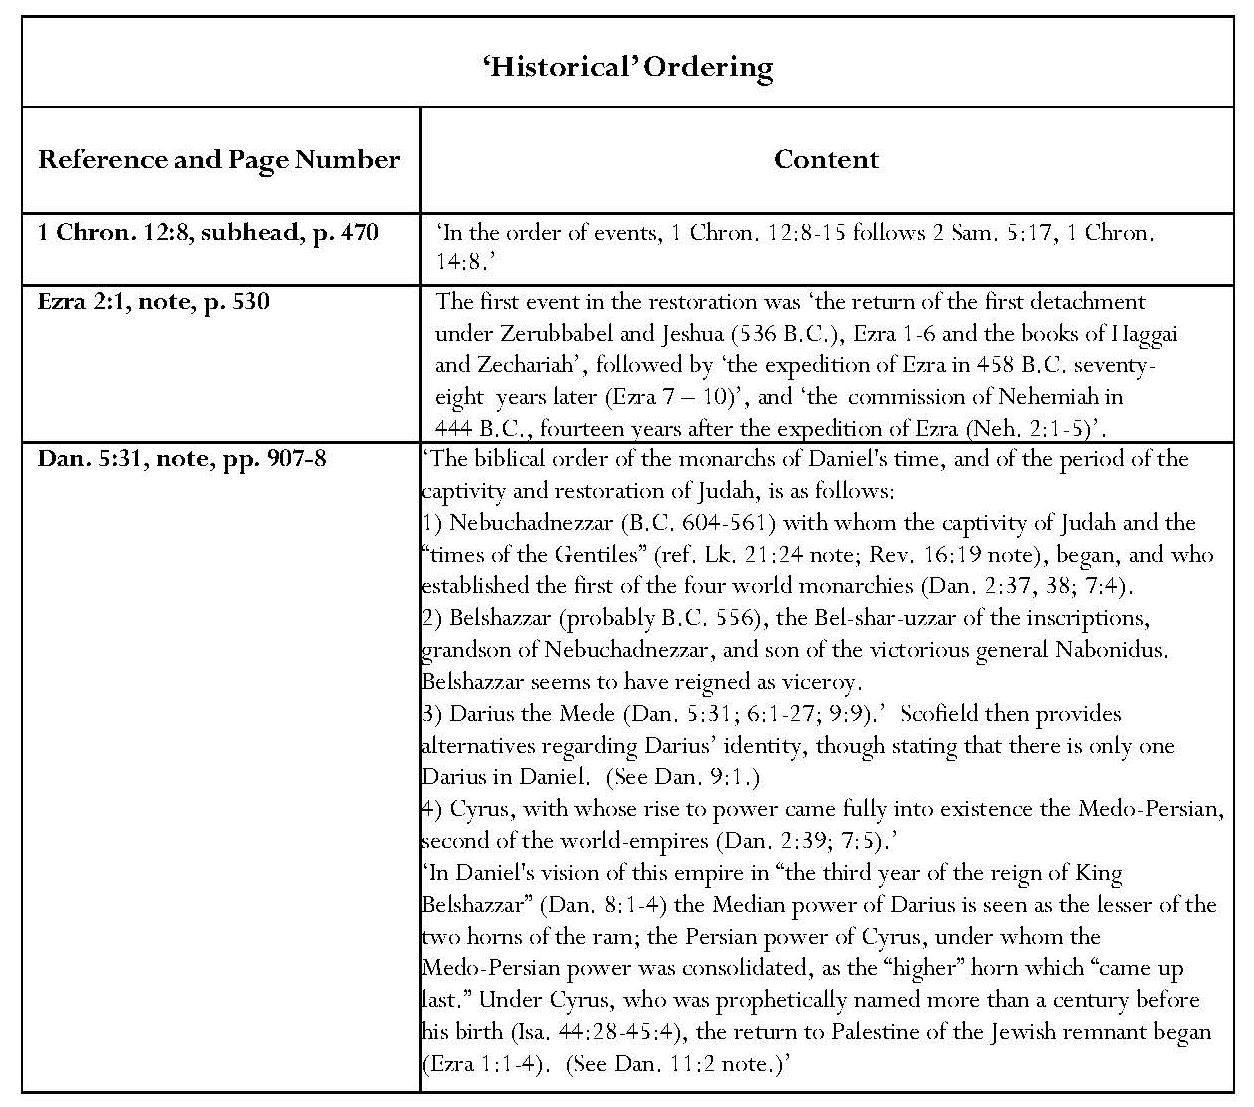 ‘Historical’ Ordering
Reference and Page Number
Content
1 Chron. 12:8, subhead, p. 470
‘In the order of events, 1 Chron. 12:8-15 follows 2 Sam. 5:17, 1 Chron.
14:8.’
Ezra 2:1, note, p. 530
The first event in the restoration was ‘the return of the first detachment
under Zerubbabel and Jeshua (536 B.C.), Ezra 1-6 and the books of Haggai
and Zechariah’, followed by ‘the expedition of Ezra in 458 B.C. seventy-
eight years later (Ezra 7 – 10)’, and ‘the commission of Nehemiah in
444 B.C., fourteen years after the expedition of Ezra (Neh. 2:1-5)’.
Dan. 5:31, note, pp. 907-8
‘The biblical order of the monarchs of Daniel's time, and of the period of the
captivity and restoration of Judah, is as follows:
1) Nebuchadnezzar (B.C. 604-561) with whom the captivity of Judah and the
“times of the Gentiles” (ref. Lk. 21:24 note; Rev. 16:19 note), began, and who
established the first of the four world monarchies (Dan. 2:37, 38; 7:4).
2) Belshazzar (probably B.C. 556), the Bel-shar-uzzar of the inscriptions,
grandson of Nebuchadnezzar, and son of the victorious general Nabonidus.
Belshazzar seems to have reigned as viceroy.
3) Darius the Mede (Dan. 5:31; 6:1-27; 9:9).’ Scofield then provides
alternatives regarding Darius’ identity, though stating that there is only one
Darius in Daniel. (See Dan. 9:1.)
4) Cyrus, with whose rise to power came fully into existence the Medo-Persian,
second of the world-empires (Dan. 2:39; 7:5).’
‘In Daniel's vision of this empire in “the third year of the reign of King
Belshazzar” (Dan. 8:1-4) the Median power of Darius is seen as the lesser of the
two horns of the ram; the Persian power of Cyrus, under whom the
Medo-Persian power was consolidated, as the “higher” horn which “came up
last.” Under Cyrus, who was prophetically named more than a century before
his birth (Isa. 44:28-45:4), the return to Palestine of the Jewish remnant began
(Ezra 1:1-4). (See Dan. 11:2 note.)’